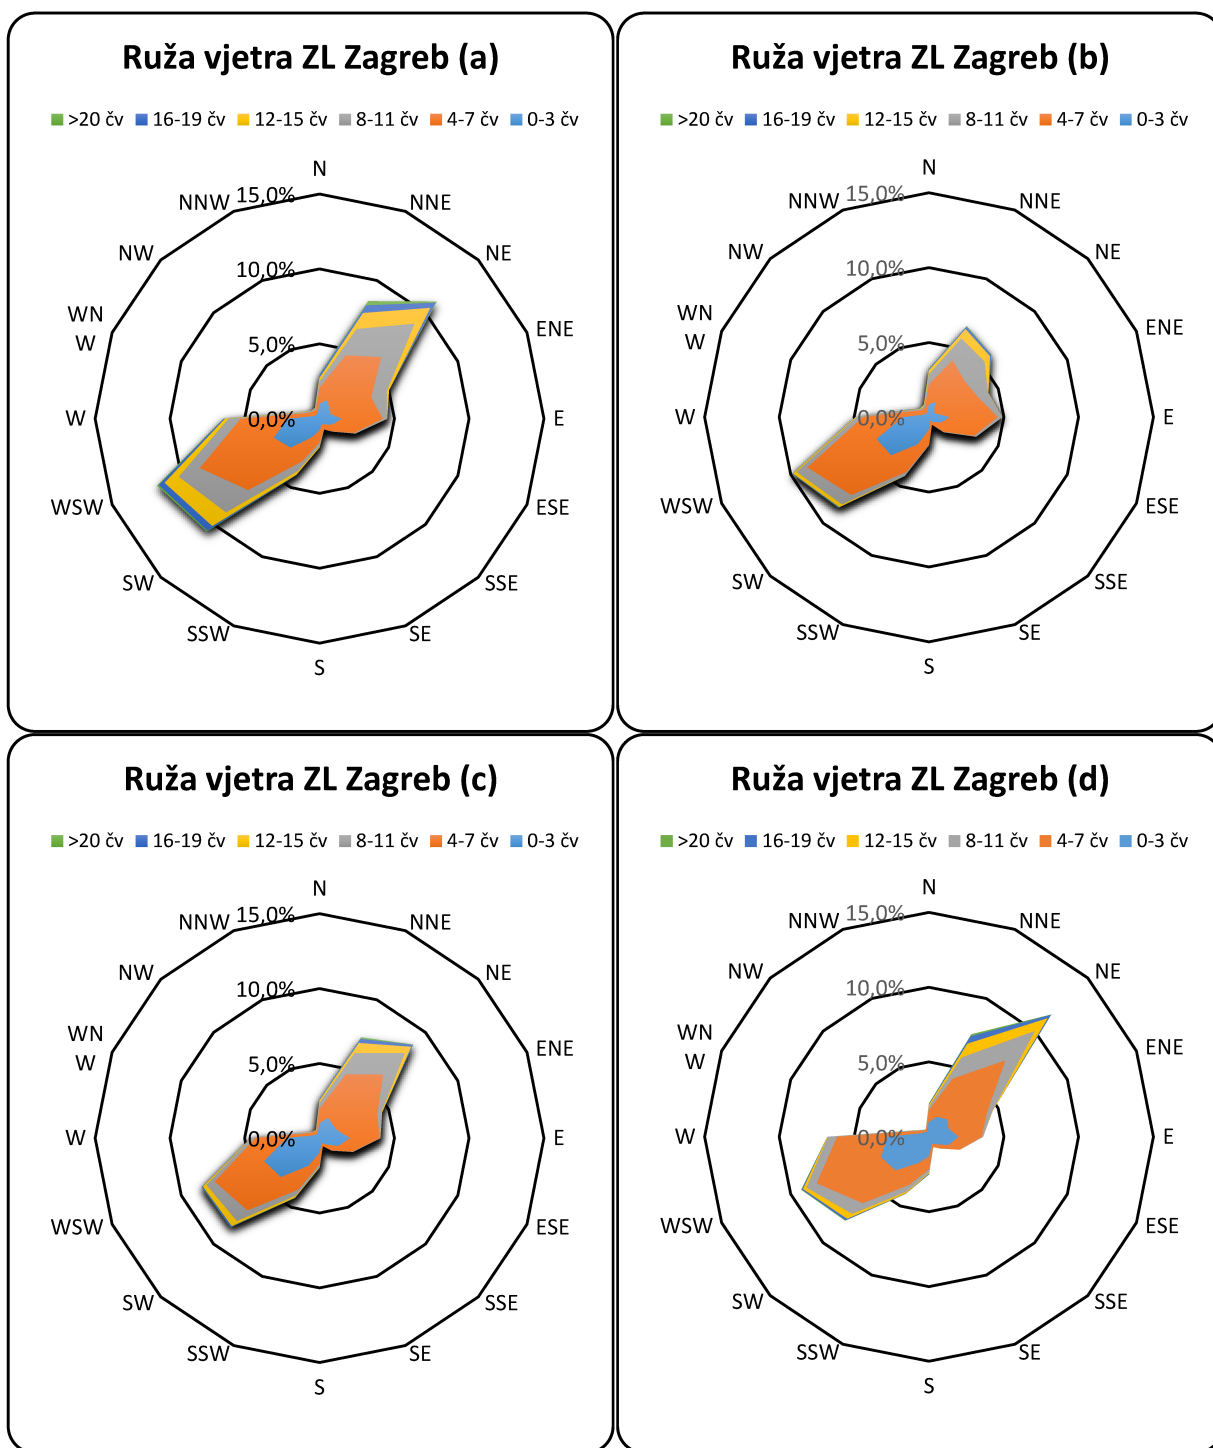 Ruža vjetra ZL Zagreb (a)
>20 čv 16-19 čv 12-15 čv 8-11 čv 4-7 čv 0-3 čv
N
15,0%
NNW
NNE
NW
NE
10,0%
WN
W
ENE
5,0%
W
0,0%
E
WSW
ESE
SW
SSE
SSW
SE
S
Ruža vjetra ZL Zagreb (b)
>20 čv 16-19 čv 12-15 čv 8-11 čv 4-7 čv 0-3 čv
N
15,0%
NNW
NNE
NW
NE
10,0%
WN
W
ENE
5,0%
W
0,0%
E
WSW
ESE
SW
SSE
SSW
SE
S
Ruža vjetra ZL Zagreb (c)
>20 čv 16-19 čv 12-15 čv 8-11 čv 4-7 čv 0-3 čv
N
15,0%
NNW
NNE
NW
NE
10,0%
WN
W
ENE
5,0%
W
0,0%
E
WSW
ESE
SW
SSE
SSW
SE
S
Ruža vjetra ZL Zagreb (d)
>20 čv 16-19 čv 12-15 čv 8-11 čv 4-7 čv 0-3 čv
N
15,0%
NNW
NNE
NW
NE
10,0%
WN
W
ENE
5,0%
W
0,0%
E
WSW
ESE
SW
SSE
SSW
SE
S